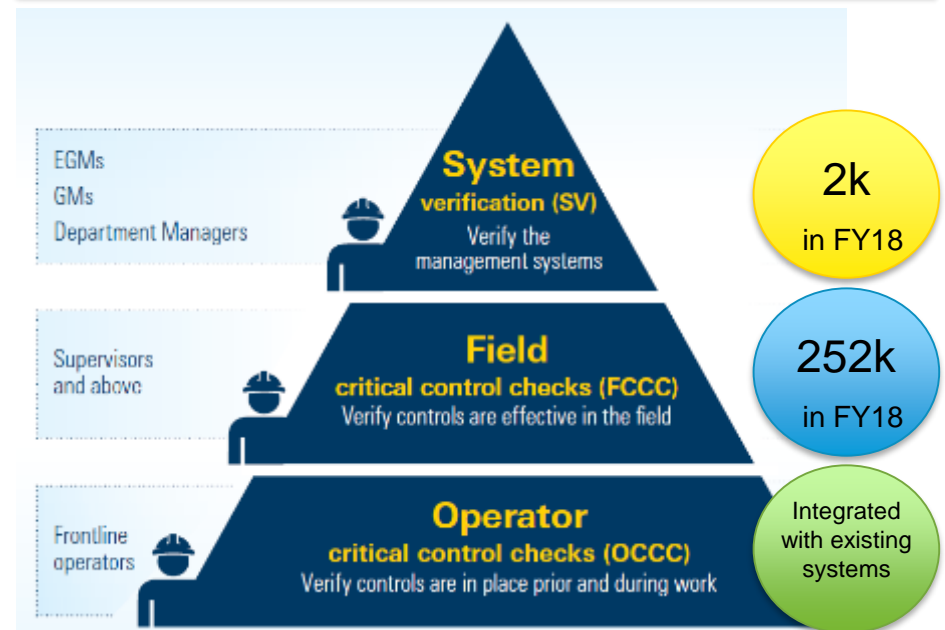 EGMs
GMs
Department Managers
System
verification (SV)
Verify the
management systems
2k
in FY18
Supervisors
and above
Field
critical control checks (FCCC)
Verify controls are effective in the field
252k
in FY18
Frontline
operators
Operator
critical control checks (OCCC)
Verify controls are in place prior and during work
Integrated
with existing
systems